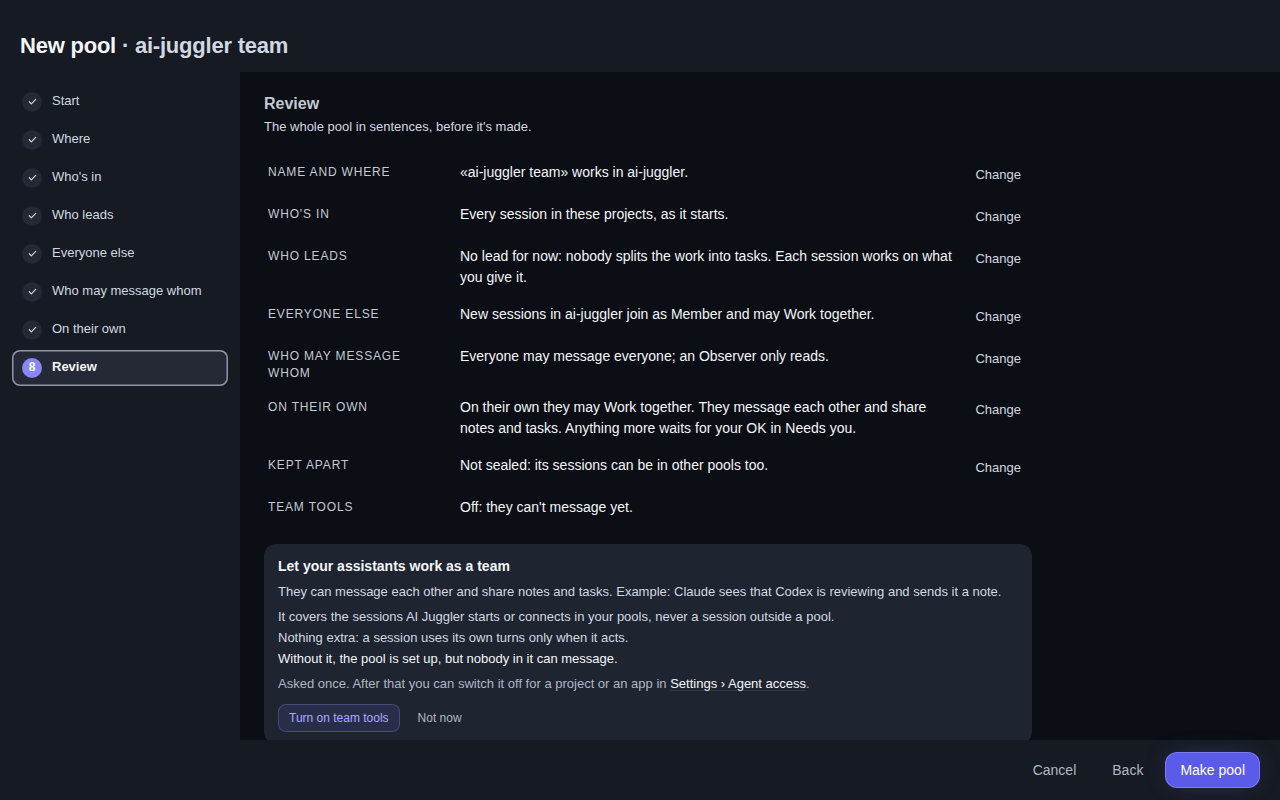 New pool · ai-juggler team
Start
Where
Who's in
Who leads
Everyone else
Who may message whom
On their own
8 Review
Review
The whole pool in sentences, before it's made.
NAME AND WHERE
«ai-juggler team» works in ai-juggler.
Change
WHO'S IN
Every session in these projects, as it starts.
Change
WHO LEADS
No lead for now: nobody splits the work into tasks. Each session works on what
you give it.
Change
EVERYONE ELSE
New sessions in ai-juggler join as Member and may Work together.
Change
WHO MAY MESSAGE
WHOM
Everyone may message everyone; an Observer only reads.
Change
ON THEIR OWN
On their own they may Work together. They message each other and share
notes and tasks. Anything more waits for your OK in Needs you.
Change
KEPT APART
Not sealed: its sessions can be in other pools too.
Change
TEAM TOOLS
Off: they can't message yet.
Let your assistants work as a team
They can message each other and share notes and tasks. Example: Claude sees that Codex is reviewing and sends it a note.
It covers the sessions AI Juggler starts or connects in your pools, never a session outside a pool.
Nothing extra: a session uses its own turns only when it acts.
Without it, the pool is set up, but nobody in it can message.
Asked once. After that you can switch it off for a project or an app in Settings › Agent access.
Turn on team tools
Not now
Cancel
Back
Make pool